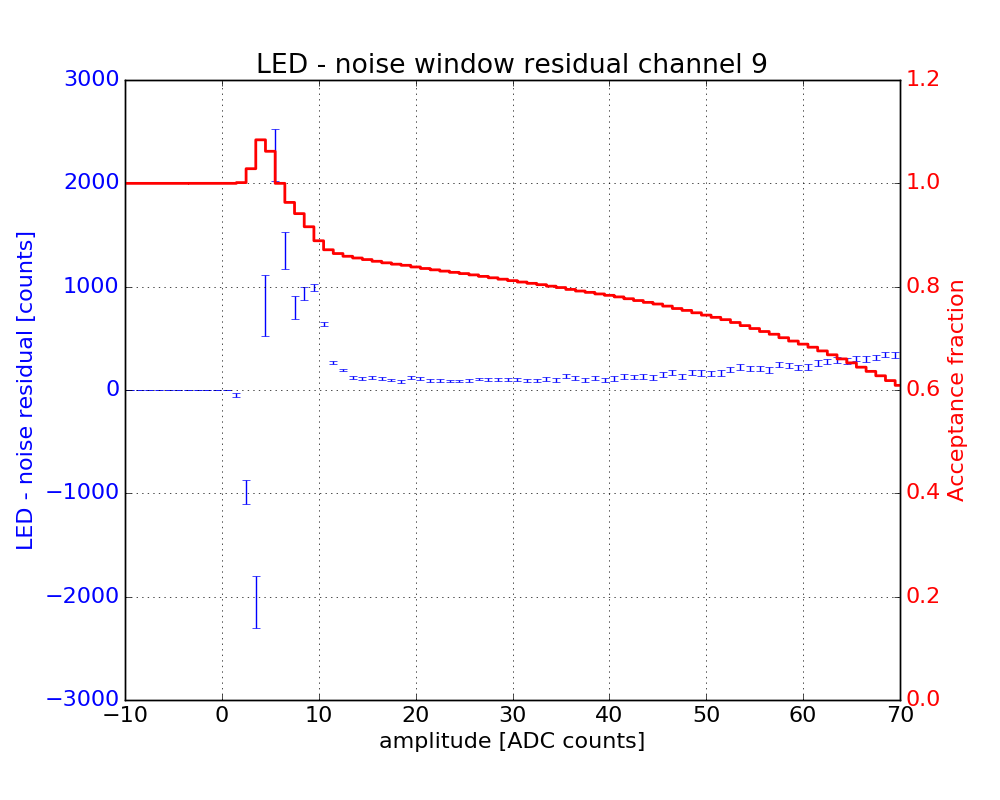 LED - noise window residual channel 9
LED - noise residual [counts]
3000
2000
1000
0
−1000
−2000
−3000
1.2
1.0
0.8
0.6
0.4
0.2
0.0
Acceptance fraction
−10 0 10 20 30 40 50 60 70
amplitude [ADC counts]